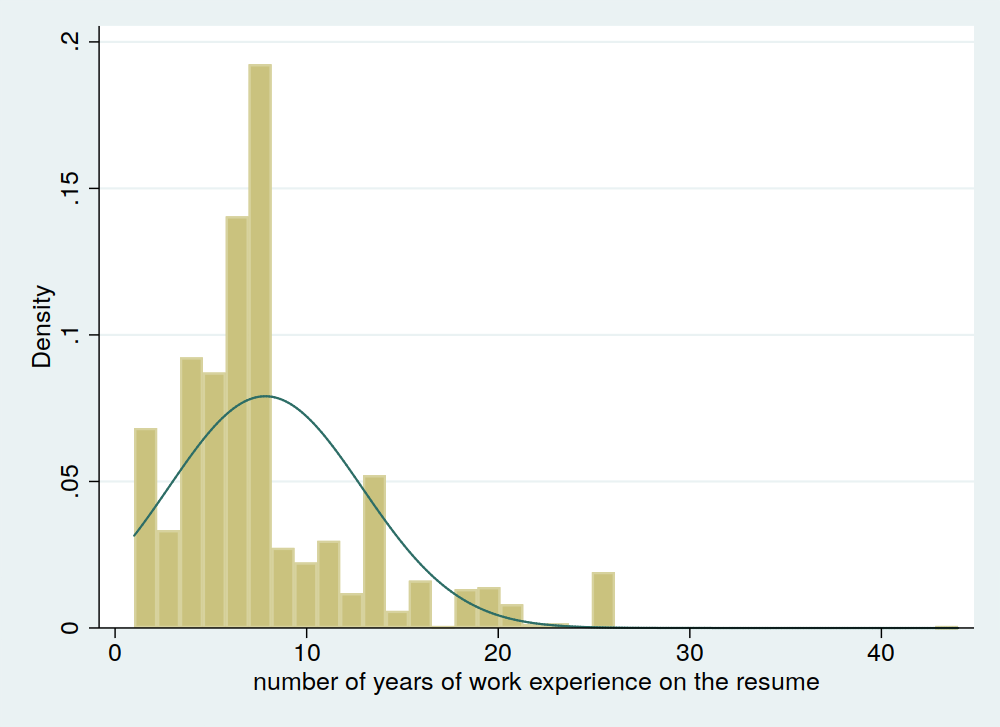 .2
.15
.1
.05
0
Density
0 10 20 30 40
number of years of work experience on the resume